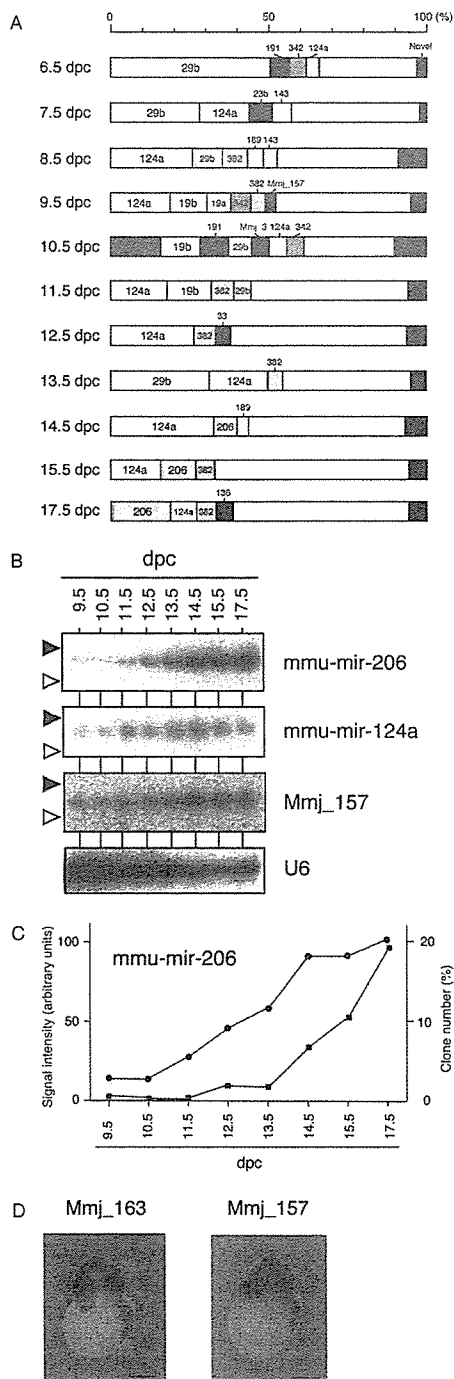 A
0 50 100 (%)
191 342 124a Novel
6.5 dpc 29b
23b 143
7.5 dpc 29b 124a
189 143
8.5 dpc 124a 29b 382
382 Mmj_157
9.5 dpc 124a 19b 19a
191 Mmj 3 124a 342
10.5 dpc 19b 29b
11.5 dpc 124a 19b 382 29b
33
12.5 dpc 124a 382
382
13.5 dpc 29b 124a
189
14.5 dpc 124a 206
15.5 dpc 124a 206 382
136
17.5 dpc 206 124a 382
B
dpc
9.5 10.5 11.5 12.5 13.5 14.5 15.5 17.5
mmu-mir-206
mmu-mir-124a
Mmj_157
U6
C
mmu-mir-206
Signal intensity (arbitrary units)
100
50
0
Clone number (%)
20
10
0
9.5 10.5 11.5 12.5 13.5 14.5 15.5 17.5
dpc
D
Mmj_163 Mmj_157